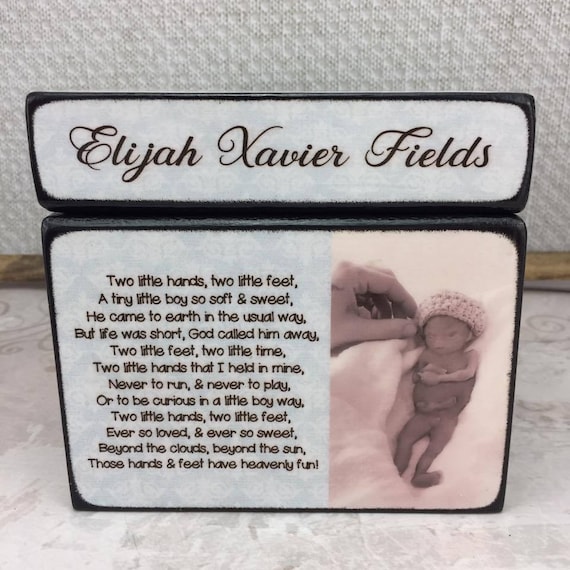 Elijah Xavier Fields
Two little hands, two little feet,
A tiny little boy so soft & sweet,
He came to earth in the usual way,
But life was short, God called him away,
Two little feet, two little time,
Two little hands that I held in mine,
Never to run, & never to play,
Or to be curious in a little boy way,
Two little hands, two little feet,
Ever so loved, & ever so sweet,
Beyond the clouds, beyond the sun,
Those hands & feet have heavenly fun!